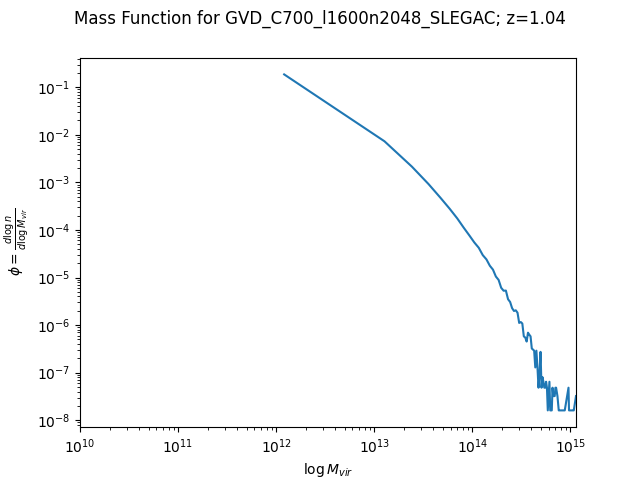 Mass Function for GVD_C700_l1600n2048_SLEGAC; z=1.04
ϕ = d log n / d log M_vir
10^-1
10^-2
10^-3
10^-4
10^-5
10^-6
10^-7
10^-8
10^10 10^11 10^12 10^13 10^14 10^15
log M_vir